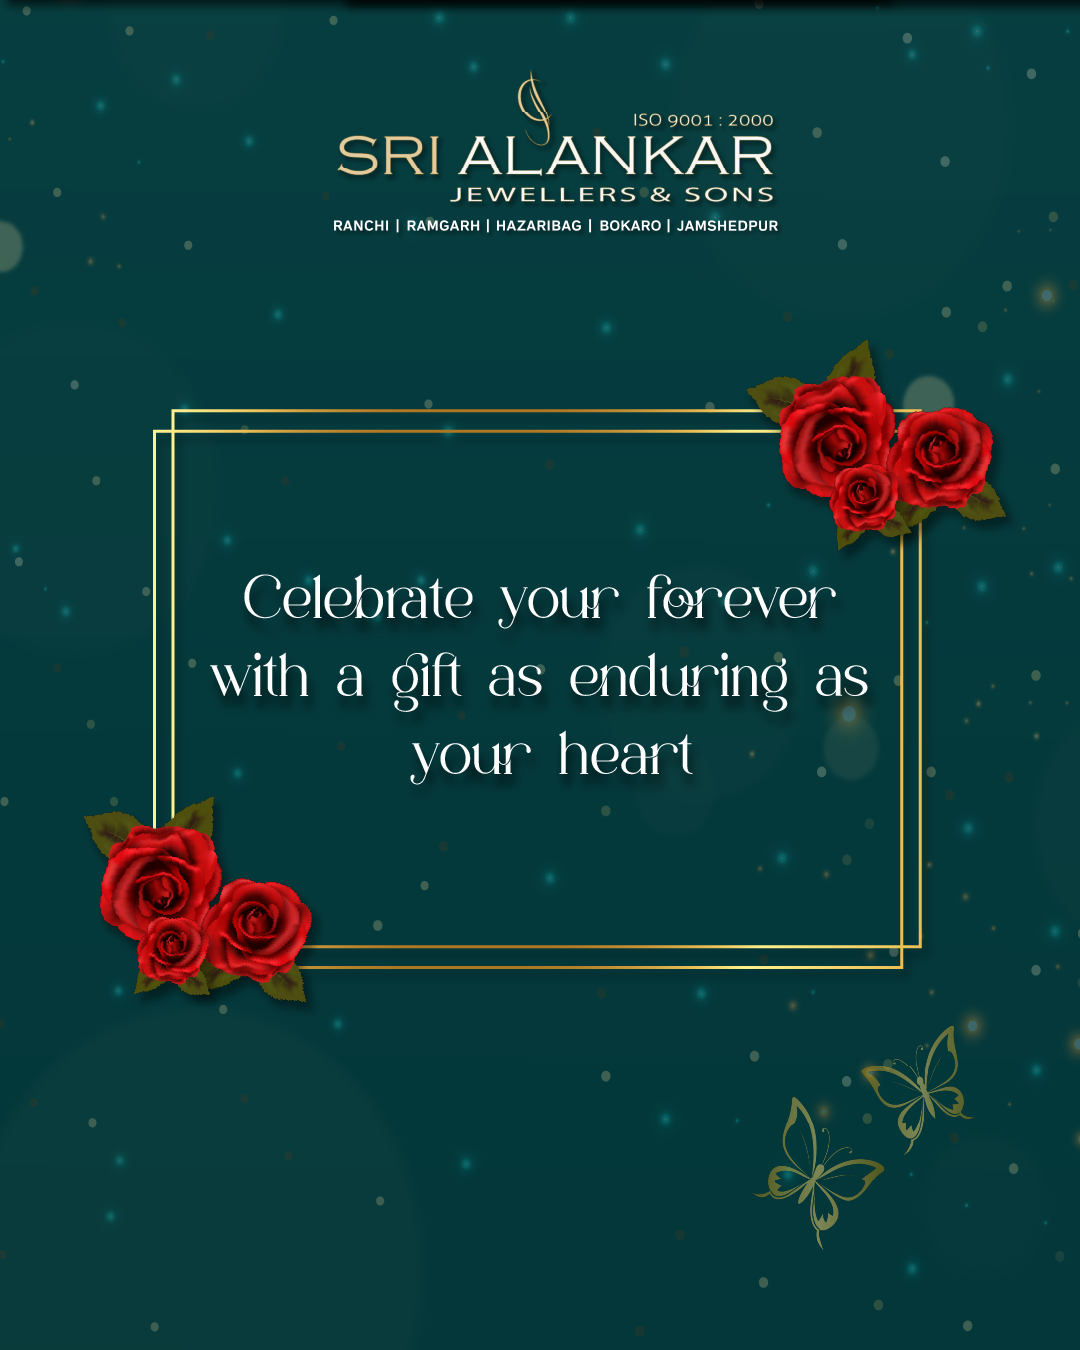 ISO 9001 : 2000
SRI ALANKAR
JEWELLERS & SONS
RANCHI | RAMGARH | HAZARIBAG | BOKARO | JAMSHEDPUR
Celebrate your forever
with a gift as enduring as
your heart